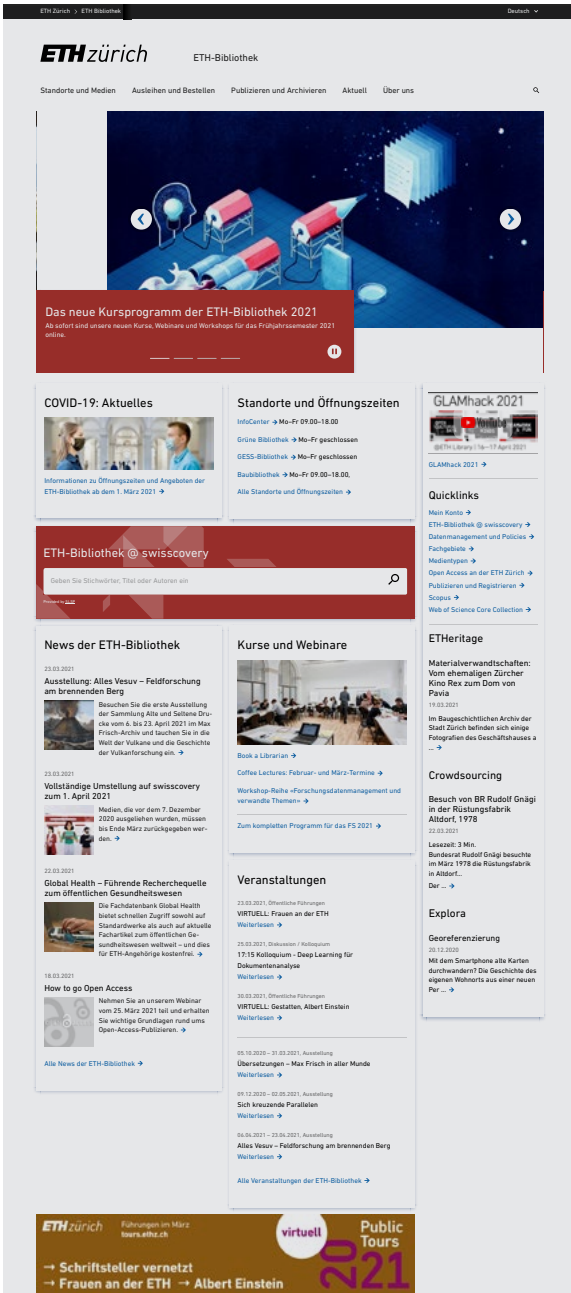 ETH Zürich > ETH Bibliothek
Deutsch
ETH zürich
ETH-Bibliothek
Standorte und Medien Ausleihen und Bestellen Publizieren und Archivieren Aktuell Über uns
Das neue Kursprogramm der ETH-Bibliothek 2021
Ab sofort sind unsere neuen Kurse, Webinare und Workshops für das Frühjahrssemester 2021
online.
COVID-19: Aktuelles
Informationen zu Öffnungszeiten und Angeboten der
ETH-Bibliothek ab dem 1. März 2021 →
Standorte und Öffnungszeiten
InfoCenter → Mo–Fr 09.00–18.00
Grüne Bibliothek → Mo–Fr geschlossen
GESS-Bibliothek → Mo–Fr geschlossen
Baubibliothek → Mo–Fr 09.00–18.00,
Alle Standorte und Öffnungszeiten →
GLAMhack 2021
YouTube
@ETH Library / 16–17 April 2021
GLAMhack 2021 →
Quicklinks
Mein Konto →
ETH-Bibliothek @ swisscovery →
Datenmanagement und Policies →
Fachgebiete →
Medientypen →
Open Access an der ETH Zürich →
Publizieren und Registrieren →
Scopus →
Web of Science Core Collection →
ETH-Bibliothek @ swisscovery
Geben Sie Stichwörter, Titel oder Autoren ein
Provided by SLSP
News der ETH-Bibliothek
23.03.2021
Ausstellung: Alles Vesuv – Feldforschung
am brennenden Berg
Besuchen Sie die erste Ausstellung
der Sammlung Alte und Seltene Dru-
cke vom 6. bis 23. April 2021 im Max
Frisch-Archiv und tauchen Sie in die
Welt der Vulkane und die Geschichte
der Vulkanforschung ein. →
23.03.2021
Vollständige Umstellung auf swisscovery
zum 1. April 2021
Medien, die vor dem 7. Dezember
2020 ausgeliehen wurden, müssen
bis Ende März zurückgegeben wer-
den. →
22.03.2021
Global Health – Führende Recherchequelle
zum öffentlichen Gesundheitswesen
Die Fachdatenbank Global Health
bietet schnellen Zugriff sowohl auf
Standardwerke als auch auf aktuelle
Fachartikel zum öffentlichen Ge-
sundheitswesen weltweit – und dies
für ETH-Angehörige kostenfrei. →
18.03.2021
How to go Open Access
Nehmen Sie an unserem Webinar
vom 25. März 2021 teil und erhalten
Sie wichtige Grundlagen rund ums
Open-Access-Publizieren. →
Alle News der ETH-Bibliothek →
Kurse und Webinare
Book a Librarian →
Coffee Lectures: Februar- und März-Termine →
Workshop-Reihe «Forschungsdatenmanagement und
verwandte Themen» →
Zum kompletten Programm für das FS 2021 →
Veranstaltungen
23.03.2021, Öffentliche Führungen
VIRTUELL: Frauen an der ETH
Weiterlesen →
25.03.2021, Diskussion / Kolloquium
17:15 Kolloquium - Deep Learning für
Dokumentenanalyse
Weiterlesen →
30.03.2021, Öffentliche Führungen
VIRTUELL: Gestatten, Albert Einstein
Weiterlesen →
05.10.2020 – 31.03.2021, Ausstellung
Übersetzungen – Max Frisch in aller Munde
Weiterlesen →
09.12.2020 – 02.05.2021, Ausstellung
Sich kreuzende Parallelen
Weiterlesen →
06.04.2021 – 23.04.2021, Ausstellung
Alles Vesuv – Feldforschung am brennenden Berg
Weiterlesen →
Alle Veranstaltungen der ETH-Bibliothek →
ETHeritage
Materialverwandtschaften:
Vom ehemaligen Zürcher
Kino Rex zum Dom von
Pavia
19.03.2021
Im Baugeschichtlichen Archiv der
Stadt Zürich befinden sich einige
Fotografien des Geschäftshauses a
... →
Crowdsourcing
Besuch von BR Rudolf Gnägi
in der Rüstungsfabrik
Altdorf, 1978
22.03.2021
Lesezeit: 3 Min.
Bundesrat Rudolf Gnägi besuchte
im März 1978 die Rüstungsfabrik
in Altdorf...
Der ... →
Explora
Georeferenzierung
20.12.2020
Mit dem Smartphone alte Karten
durchwandern? Die Geschichte des
eigenen Wohnorts aus einer neuen
Per ... →
ETH zürich
Führungen im März
tours.ethz.ch
virtuell
Public
Tours
2021
→ Schriftsteller vernetzt
→ Frauen an der ETH → Albert Einstein